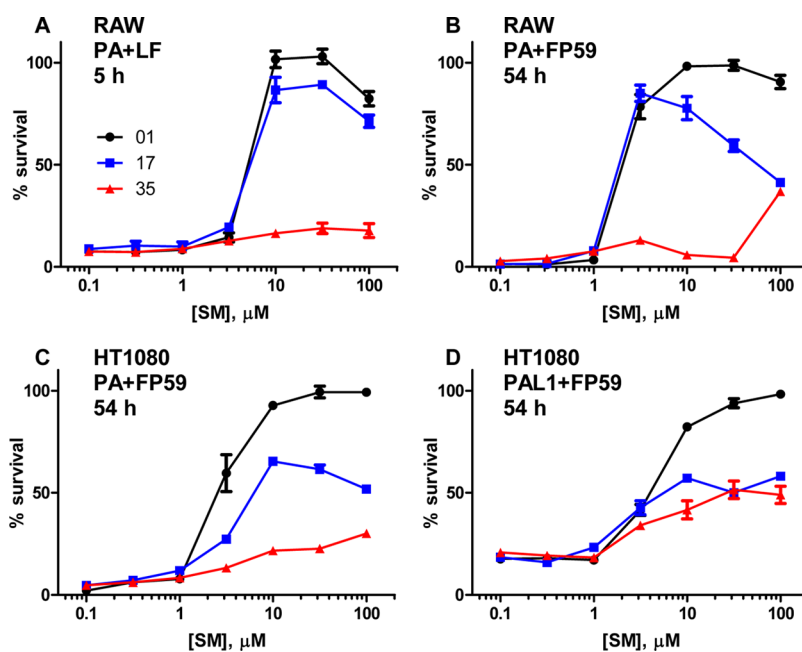 A
RAW
PA+LF
5 h
01
17
35
% survival
100
50
0
0.1
1
10
100
[SM], μM
B
RAW
PA+FP59
54 h
% survival
100
50
0
0.1
1
10
100
[SM], μM
C
HT1080
PA+FP59
54 h
% survival
100
50
0
0.1
1
10
100
[SM], μM
D
HT1080
PAL1+FP59
54 h
% survival
100
50
0
0.1
1
10
100
[SM], μM